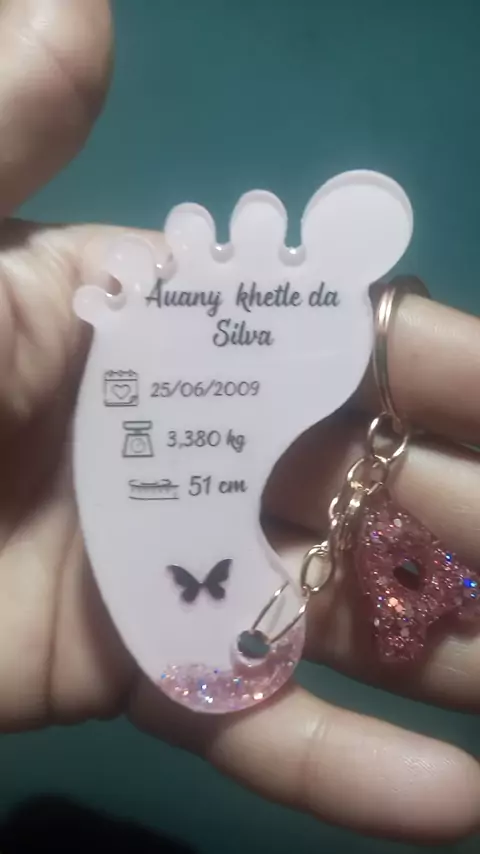 Auany khetle da
Silva
25/06/2009
3,380 kg
51 cm
A